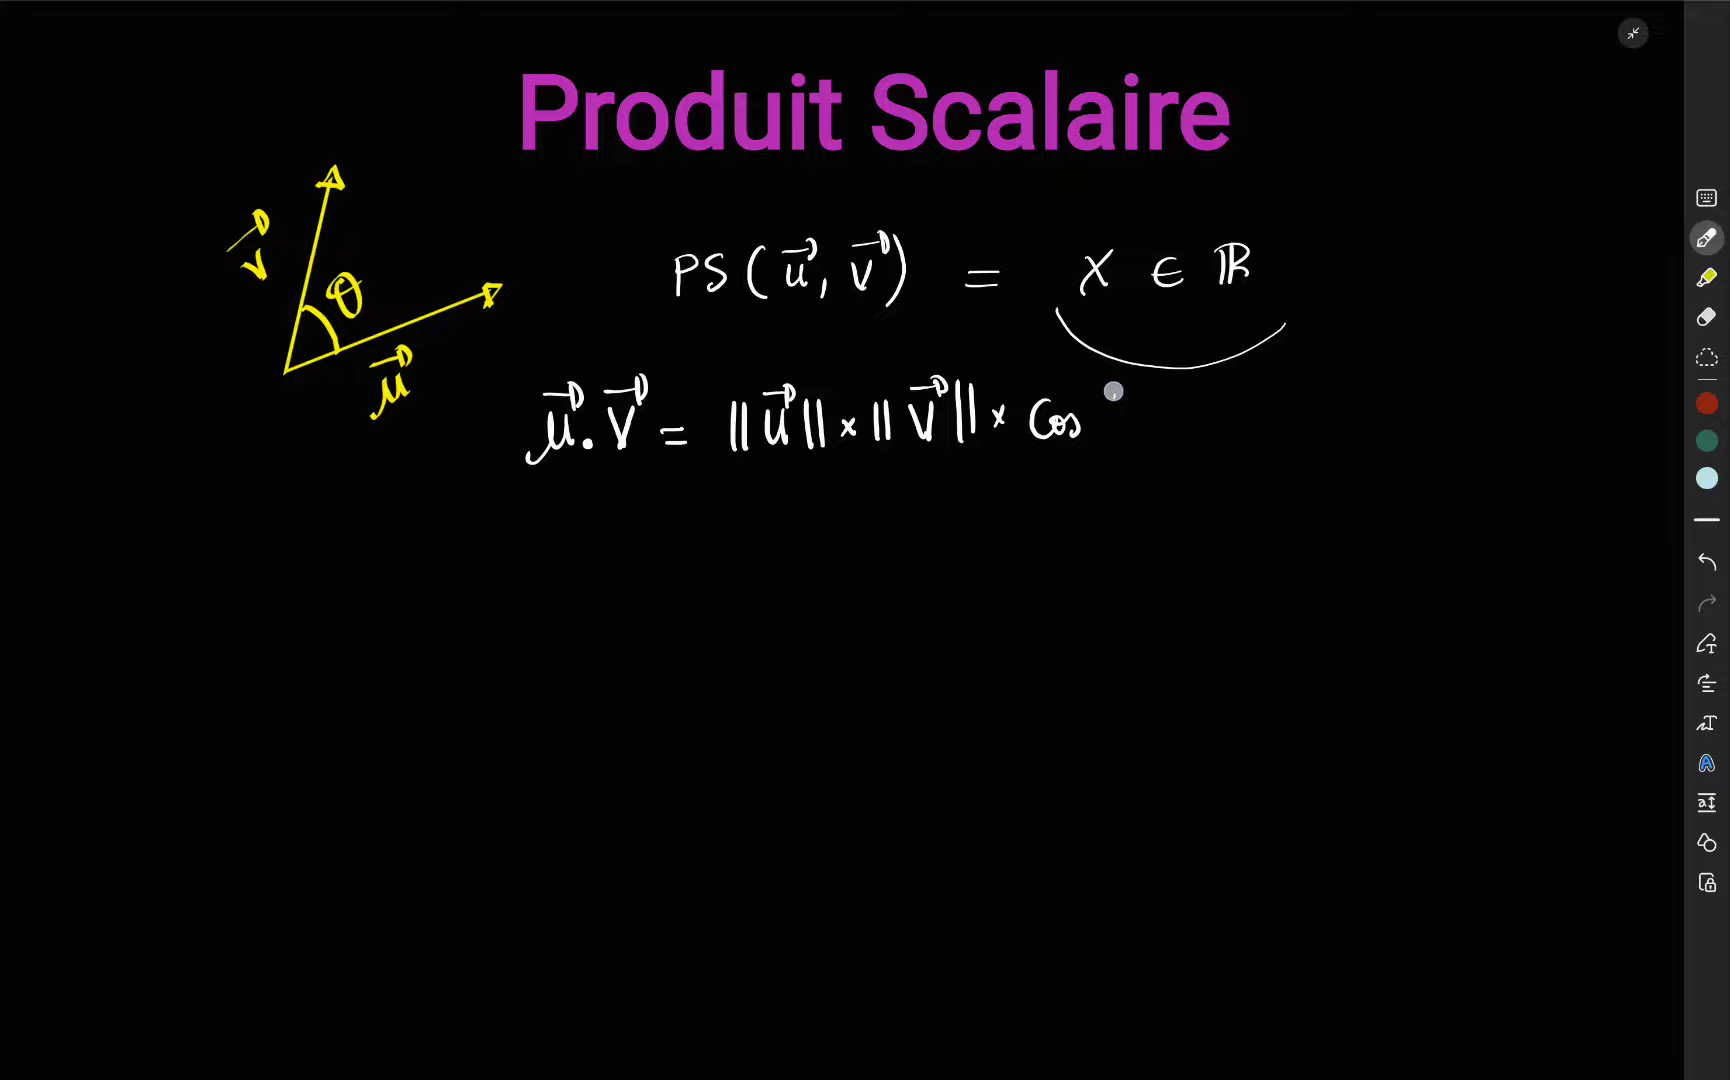 Produit Scalaire
v⃗
θ
u⃗
PS(u⃗, v⃗) = x ∈ ℝ
u⃗.v⃗ = ||u⃗|| × ||v⃗|| × Cos